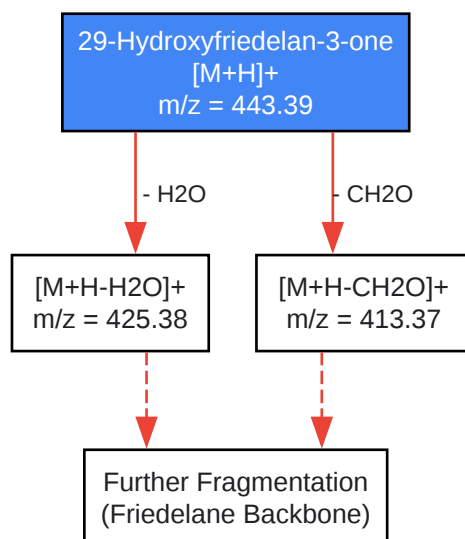 29-Hydroxyfriedelan-3-one
[M+H]+
m/z = 443.39
- H2O
- CH2O
[M+H-H2O]+
m/z = 425.38
[M+H-CH2O]+
m/z = 413.37
Further Fragmentation
(Friedelane Backbone)